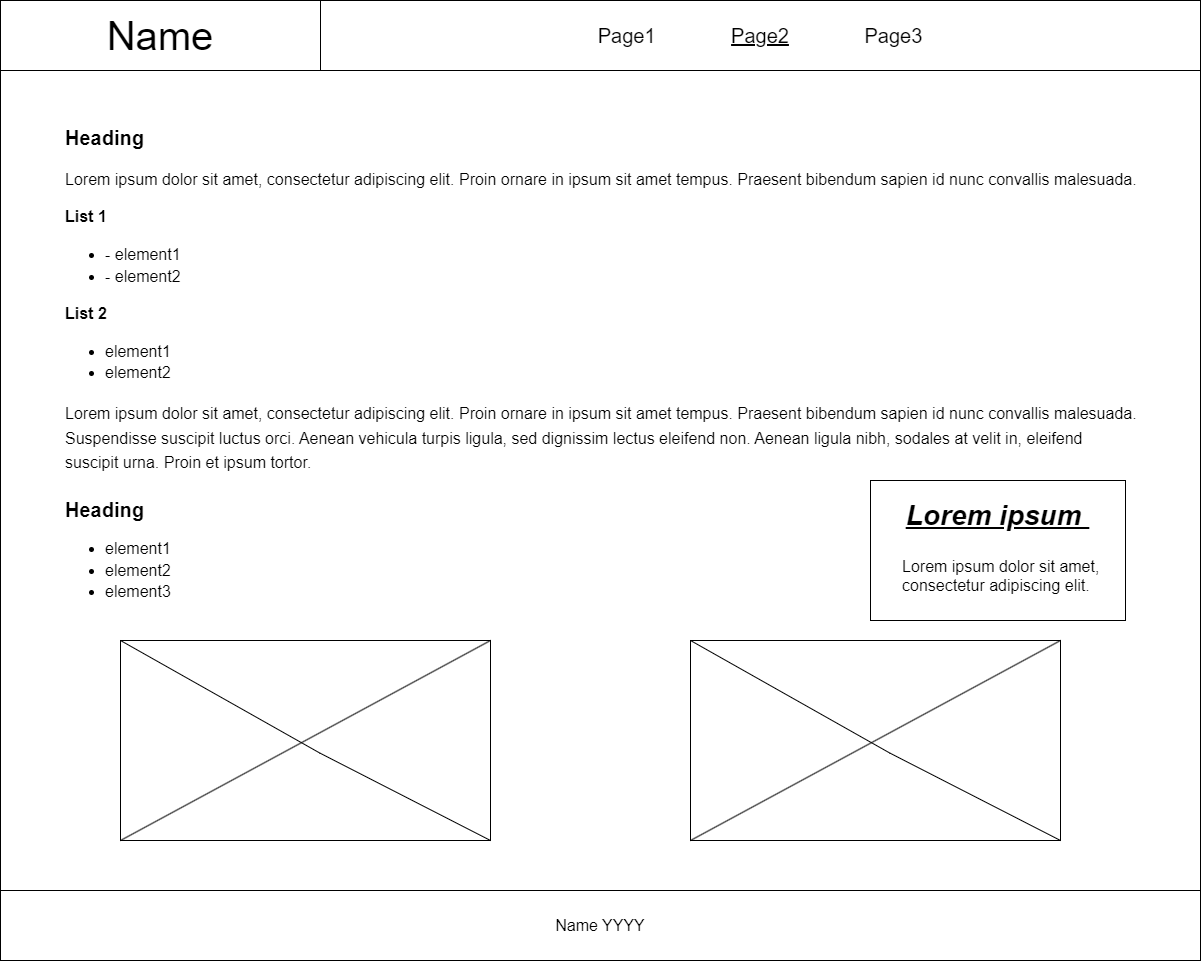 Name
Page1 Page2 Page3
Heading
Lorem ipsum dolor sit amet, consectetur adipiscing elit. Proin ornare in ipsum sit amet tempus. Praesent bibendum sapien id nunc convallis malesuada.
List 1
• - element1
• - element2
List 2
• element1
• element2
Lorem ipsum dolor sit amet, consectetur adipiscing elit. Proin ornare in ipsum sit amet tempus. Praesent bibendum sapien id nunc convallis malesuada.
Suspendisse suscipit luctus orci. Aenean vehicula turpis ligula, sed dignissim lectus eleifend non. Aenean ligula nibh, sodales at velit in, eleifend
suscipit urna. Proin et ipsum tortor.
Heading
• element1
• element2
• element3
Lorem ipsum
Lorem ipsum dolor sit amet,
consectetur adipiscing elit.
Name YYYY